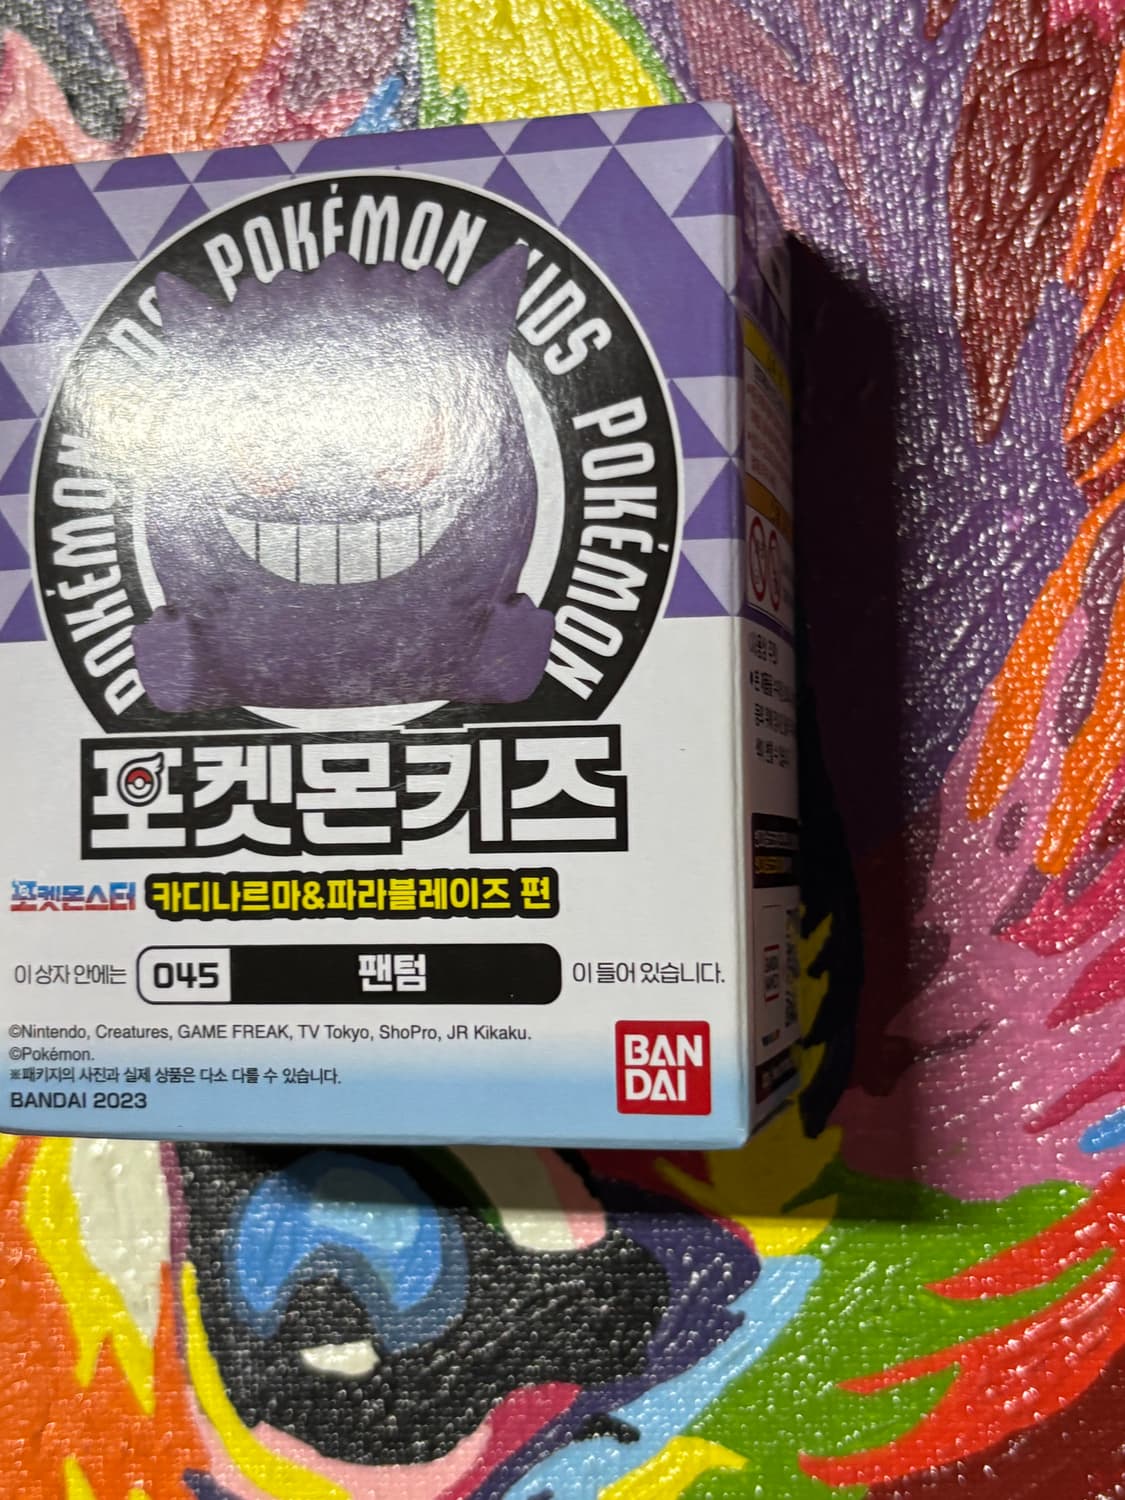 POKÉMON KIDS POKÉMON
POKÉMON
포켓몬키즈
포켓몬스터 카디나르마&파라블레이즈 편
이 상자 안에는 045 팬텀 이 들어 있습니다.
©Nintendo, Creatures, GAME FREAK, TV Tokyo, ShoPro, JR Kikaku.
©Pokémon.
※패키지의 사진과 실제 상품은 다소 다를 수 있습니다.
BANDAI 2023
BAN
DAI